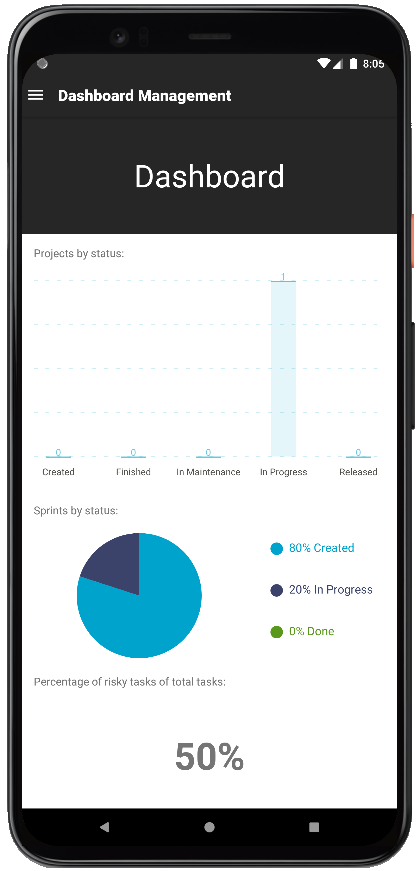 8:05
Dashboard Management
Dashboard
Projects by status:
1
0 0 0 0
Created Finished In Maintenance In Progress Released
Sprints by status:
80% Created
20% In Progress
0% Done
Percentage of risky tasks of total tasks:
50%